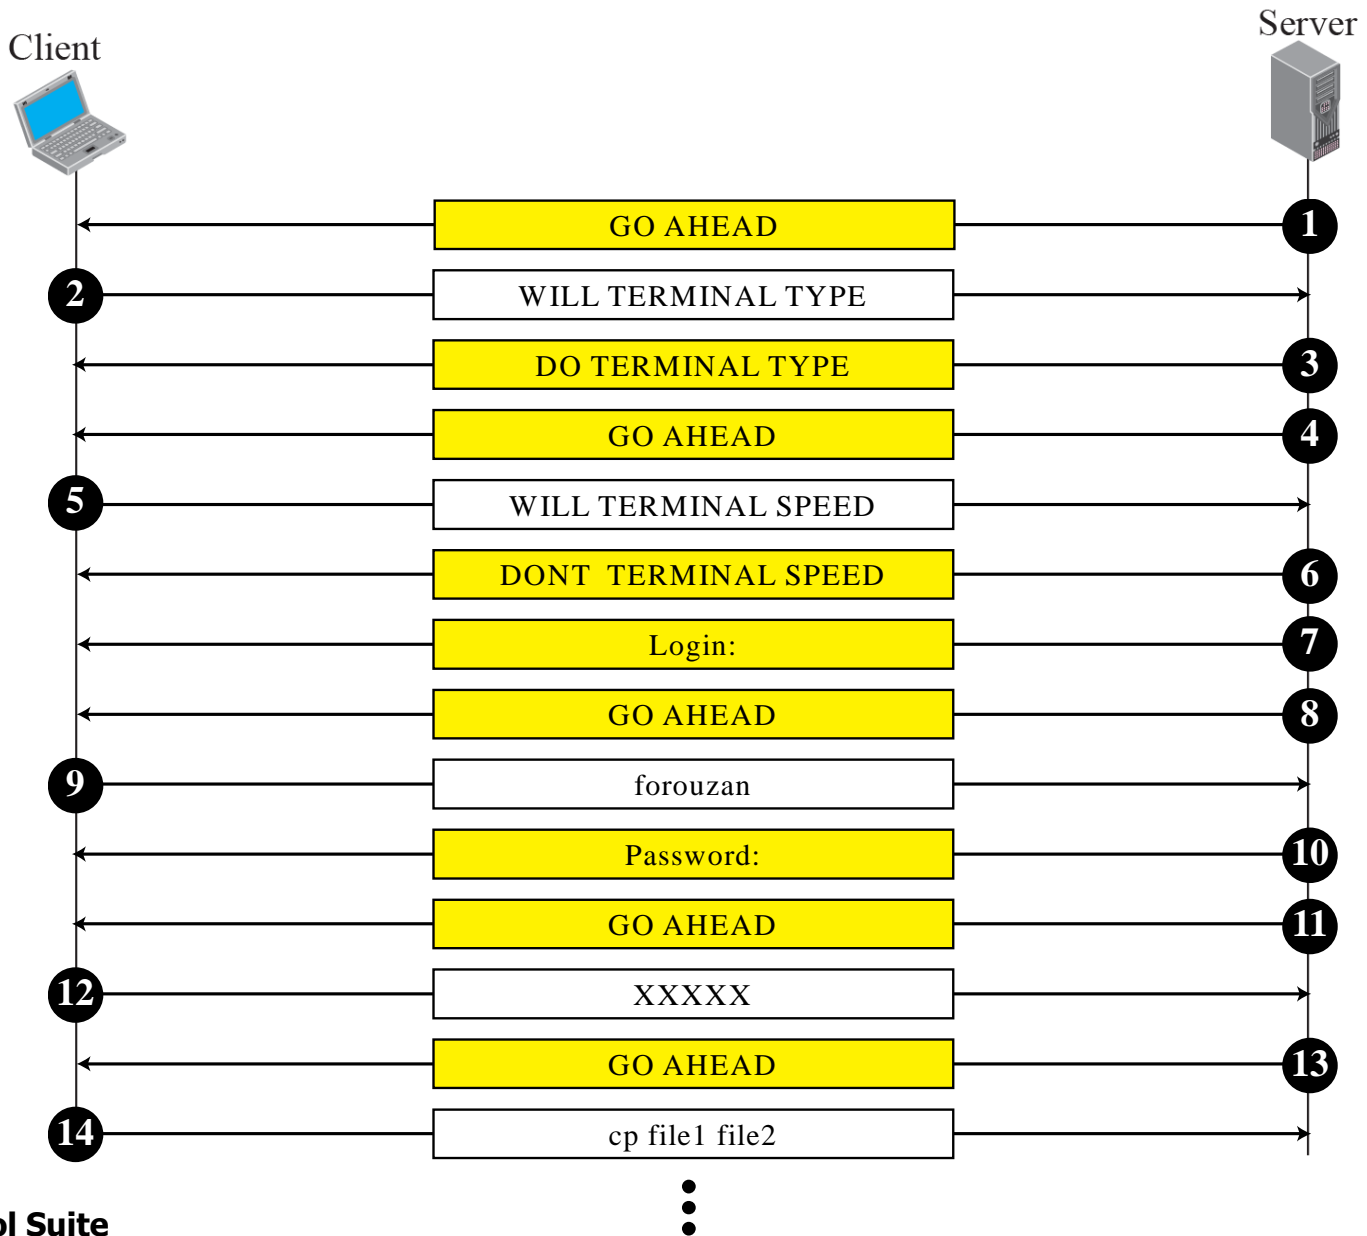 Client
Server
GO AHEAD
1
2
WILL TERMINAL TYPE
DO TERMINAL TYPE
3
GO AHEAD
4
5
WILL TERMINAL SPEED
DONT TERMINAL SPEED
6
Login:
7
GO AHEAD
8
9
forouzan
Password:
10
GO AHEAD
11
12
XXXXX
GO AHEAD
13
14
cp file1 file2
Suite